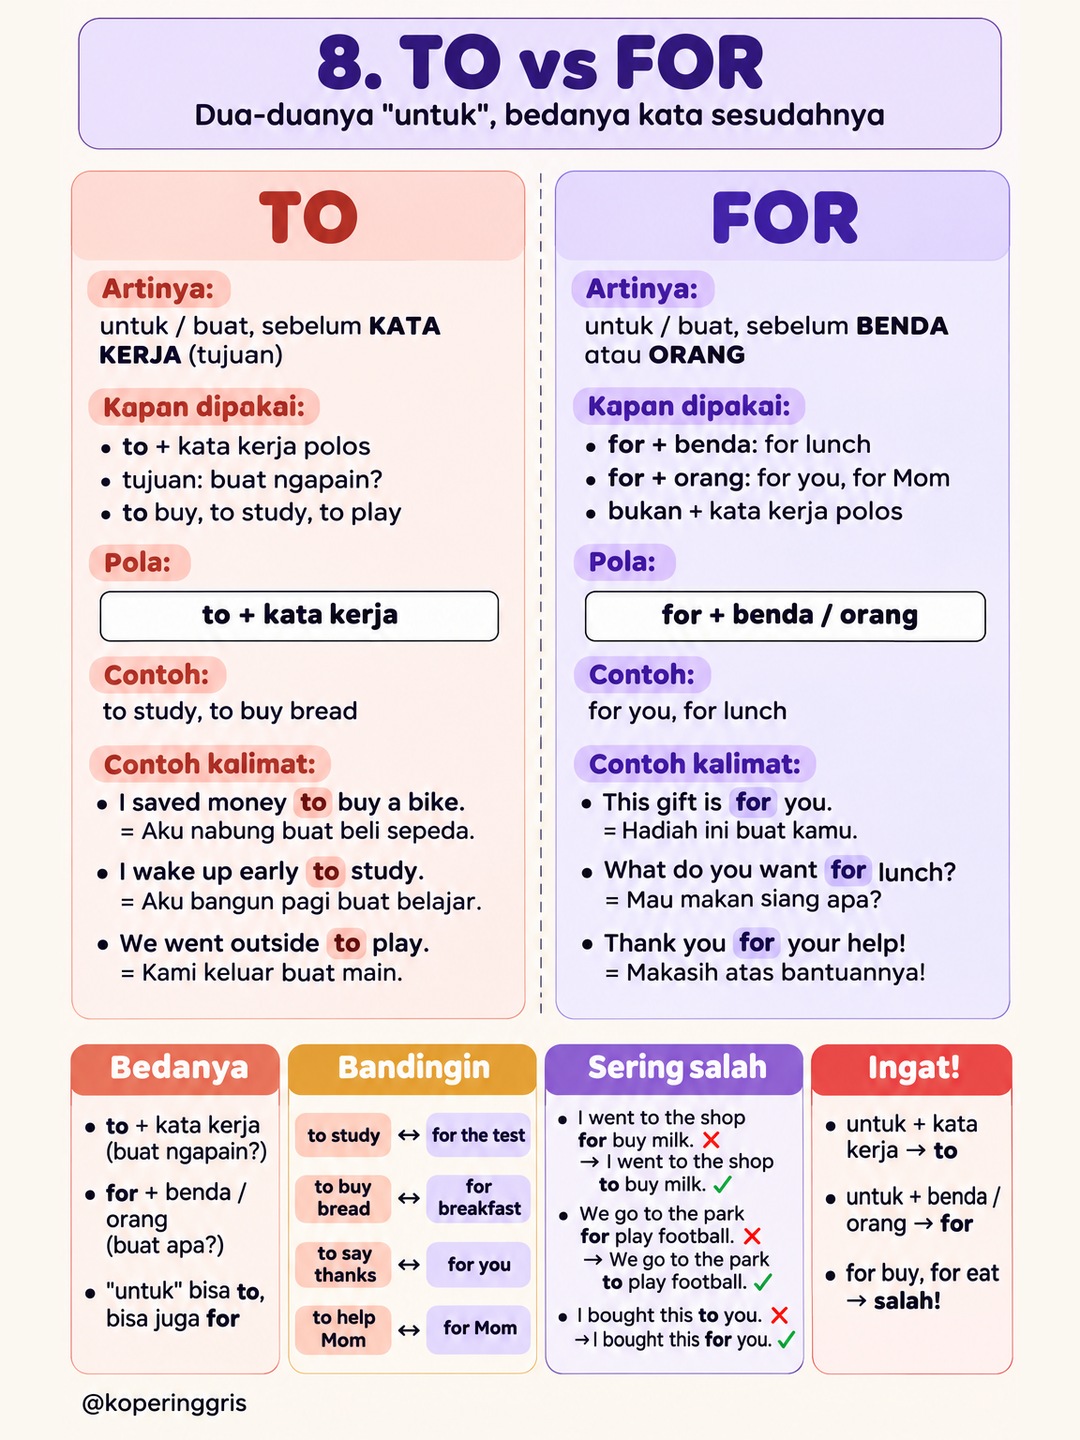 8. TO vs FOR
Dua-duanya "untuk", bedanya kata sesudahnya
TO
Artinya:
untuk / buat, sebelum KATA
KERJA (tujuan)
Kapan dipakai:
• to + kata kerja polos
• tujuan: buat ngapain?
• to buy, to study, to play
Pola:
to + kata kerja
Contoh:
to study, to buy bread
Contoh kalimat:
• I saved money to buy a bike.
= Aku nabung buat beli sepeda.
• I wake up early to study.
= Aku bangun pagi buat belajar.
• We went outside to play.
= Kami keluar buat main.
FOR
Artinya:
untuk / buat, sebelum BENDA
atau ORANG
Kapan dipakai:
• for + benda: for lunch
• for + orang: for you, for Mom
• bukan + kata kerja polos
Pola:
for + benda / orang
Contoh:
for you, for lunch
Contoh kalimat:
• This gift is for you.
= Hadiah ini buat kamu.
• What do you want for lunch?
= Mau makan siang apa?
• Thank you for your help!
= Makasih atas bantuannya!
Bedanya
• to + kata kerja
(buat ngapain?)
• for + benda /
orang
(buat apa?)
• "untuk" bisa to,
bisa juga for
Bandingin
to study ↔ for the test
to buy
bread ↔ for
breakfast
to say
thanks ↔ for you
to help
Mom ↔ for Mom
Sering salah
• I went to the shop
for buy milk. ❌
→ I went to the shop
to buy milk. ✓
• We go to the park
for play football. ❌
→ We go to the park
to play football. ✓
• I bought this to you. ❌
→ I bought this for you. ✓
Ingat!
• untuk + kata
kerja → to
• untuk + benda /
orang → for
• for buy, for eat
→ salah!
@koperinggris